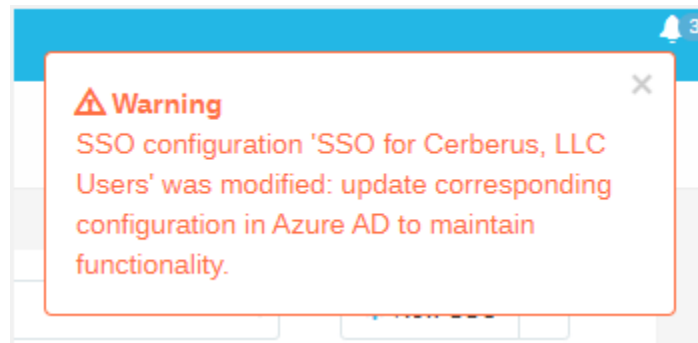 3
Warning
SSO configuration 'SSO for Cerberus, LLC
Users' was modified: update corresponding
configuration in Azure AD to maintain
functionality.